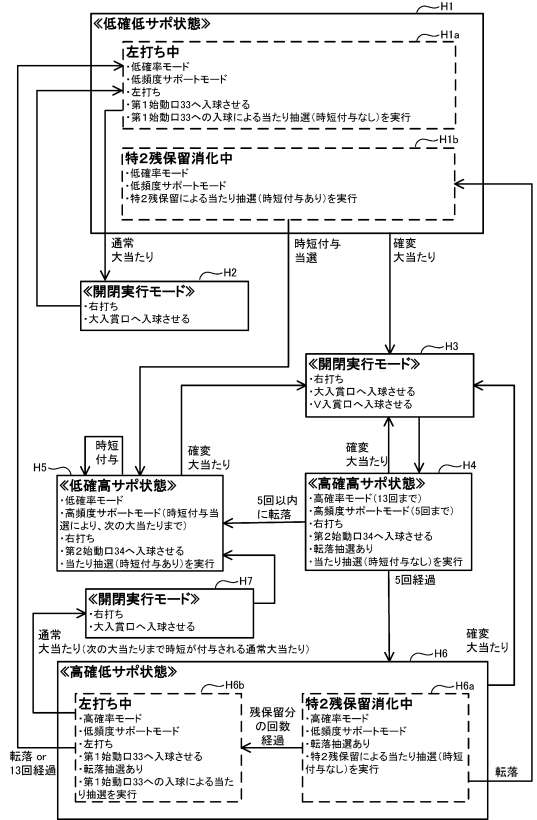 H1
≪低確低サポ状態≫
H1a
左打ち中
・低確率モード
・低頻度サポートモード
・左打ち
・第1始動口33へ入球させる
・第1始動口33への入球による当たり抽選(時短付与なし)を実行
H1b
特2残保留消化中
・低確率モード
・低頻度サポートモード
・特2残保留による当たり抽選(時短付与あり)を実行
通常
大当たり
時短付与
当選
確変
大当たり
H2
≪開閉実行モード≫
・右打ち
・大入賞口へ入球させる
H3
≪開閉実行モード≫
・右打ち
・大入賞口へ入球させる
・V入賞口へ入球させる
時短
付与
確変
大当たり
確変
大当たり
H5
≪低確高サポ状態≫
・低確率モード
・高頻度サポートモード(時短付与当
選により、次の大当たりまで)
・右打ち
・第2始動口34へ入球させる
・当たり抽選(時短付与あり)を実行
5回以内
に転落
H4
≪高確高サポ状態≫
・高確率モード(13回まで)
・高頻度サポートモード(5回まで)
・右打ち
・第2始動口34へ入球させる
・転落抽選あり
・当たり抽選(時短付与なし)を実行
H7
≪開閉実行モード≫
・右打ち
・大入賞口へ入球させる
5回経過
通常
大当たり(次の大当たりまで時短が付与される通常大当たり)
確変
大当たり
H6
≪高確低サポ状態≫
H6b
左打ち中
・高確率モード
・低頻度サポートモード
・左打ち
・第1始動口33へ入球させる
・転落抽選あり
・第1始動口33への入球による当た
り抽選を実行
残保留分
の回数
経過
H6a
特2残保留消化中
・高確率モード
・低頻度サポートモード
・転落抽選あり
・特2残保留による当たり抽選(時短
付与なし)を実行
転落 or
13回経過
転落